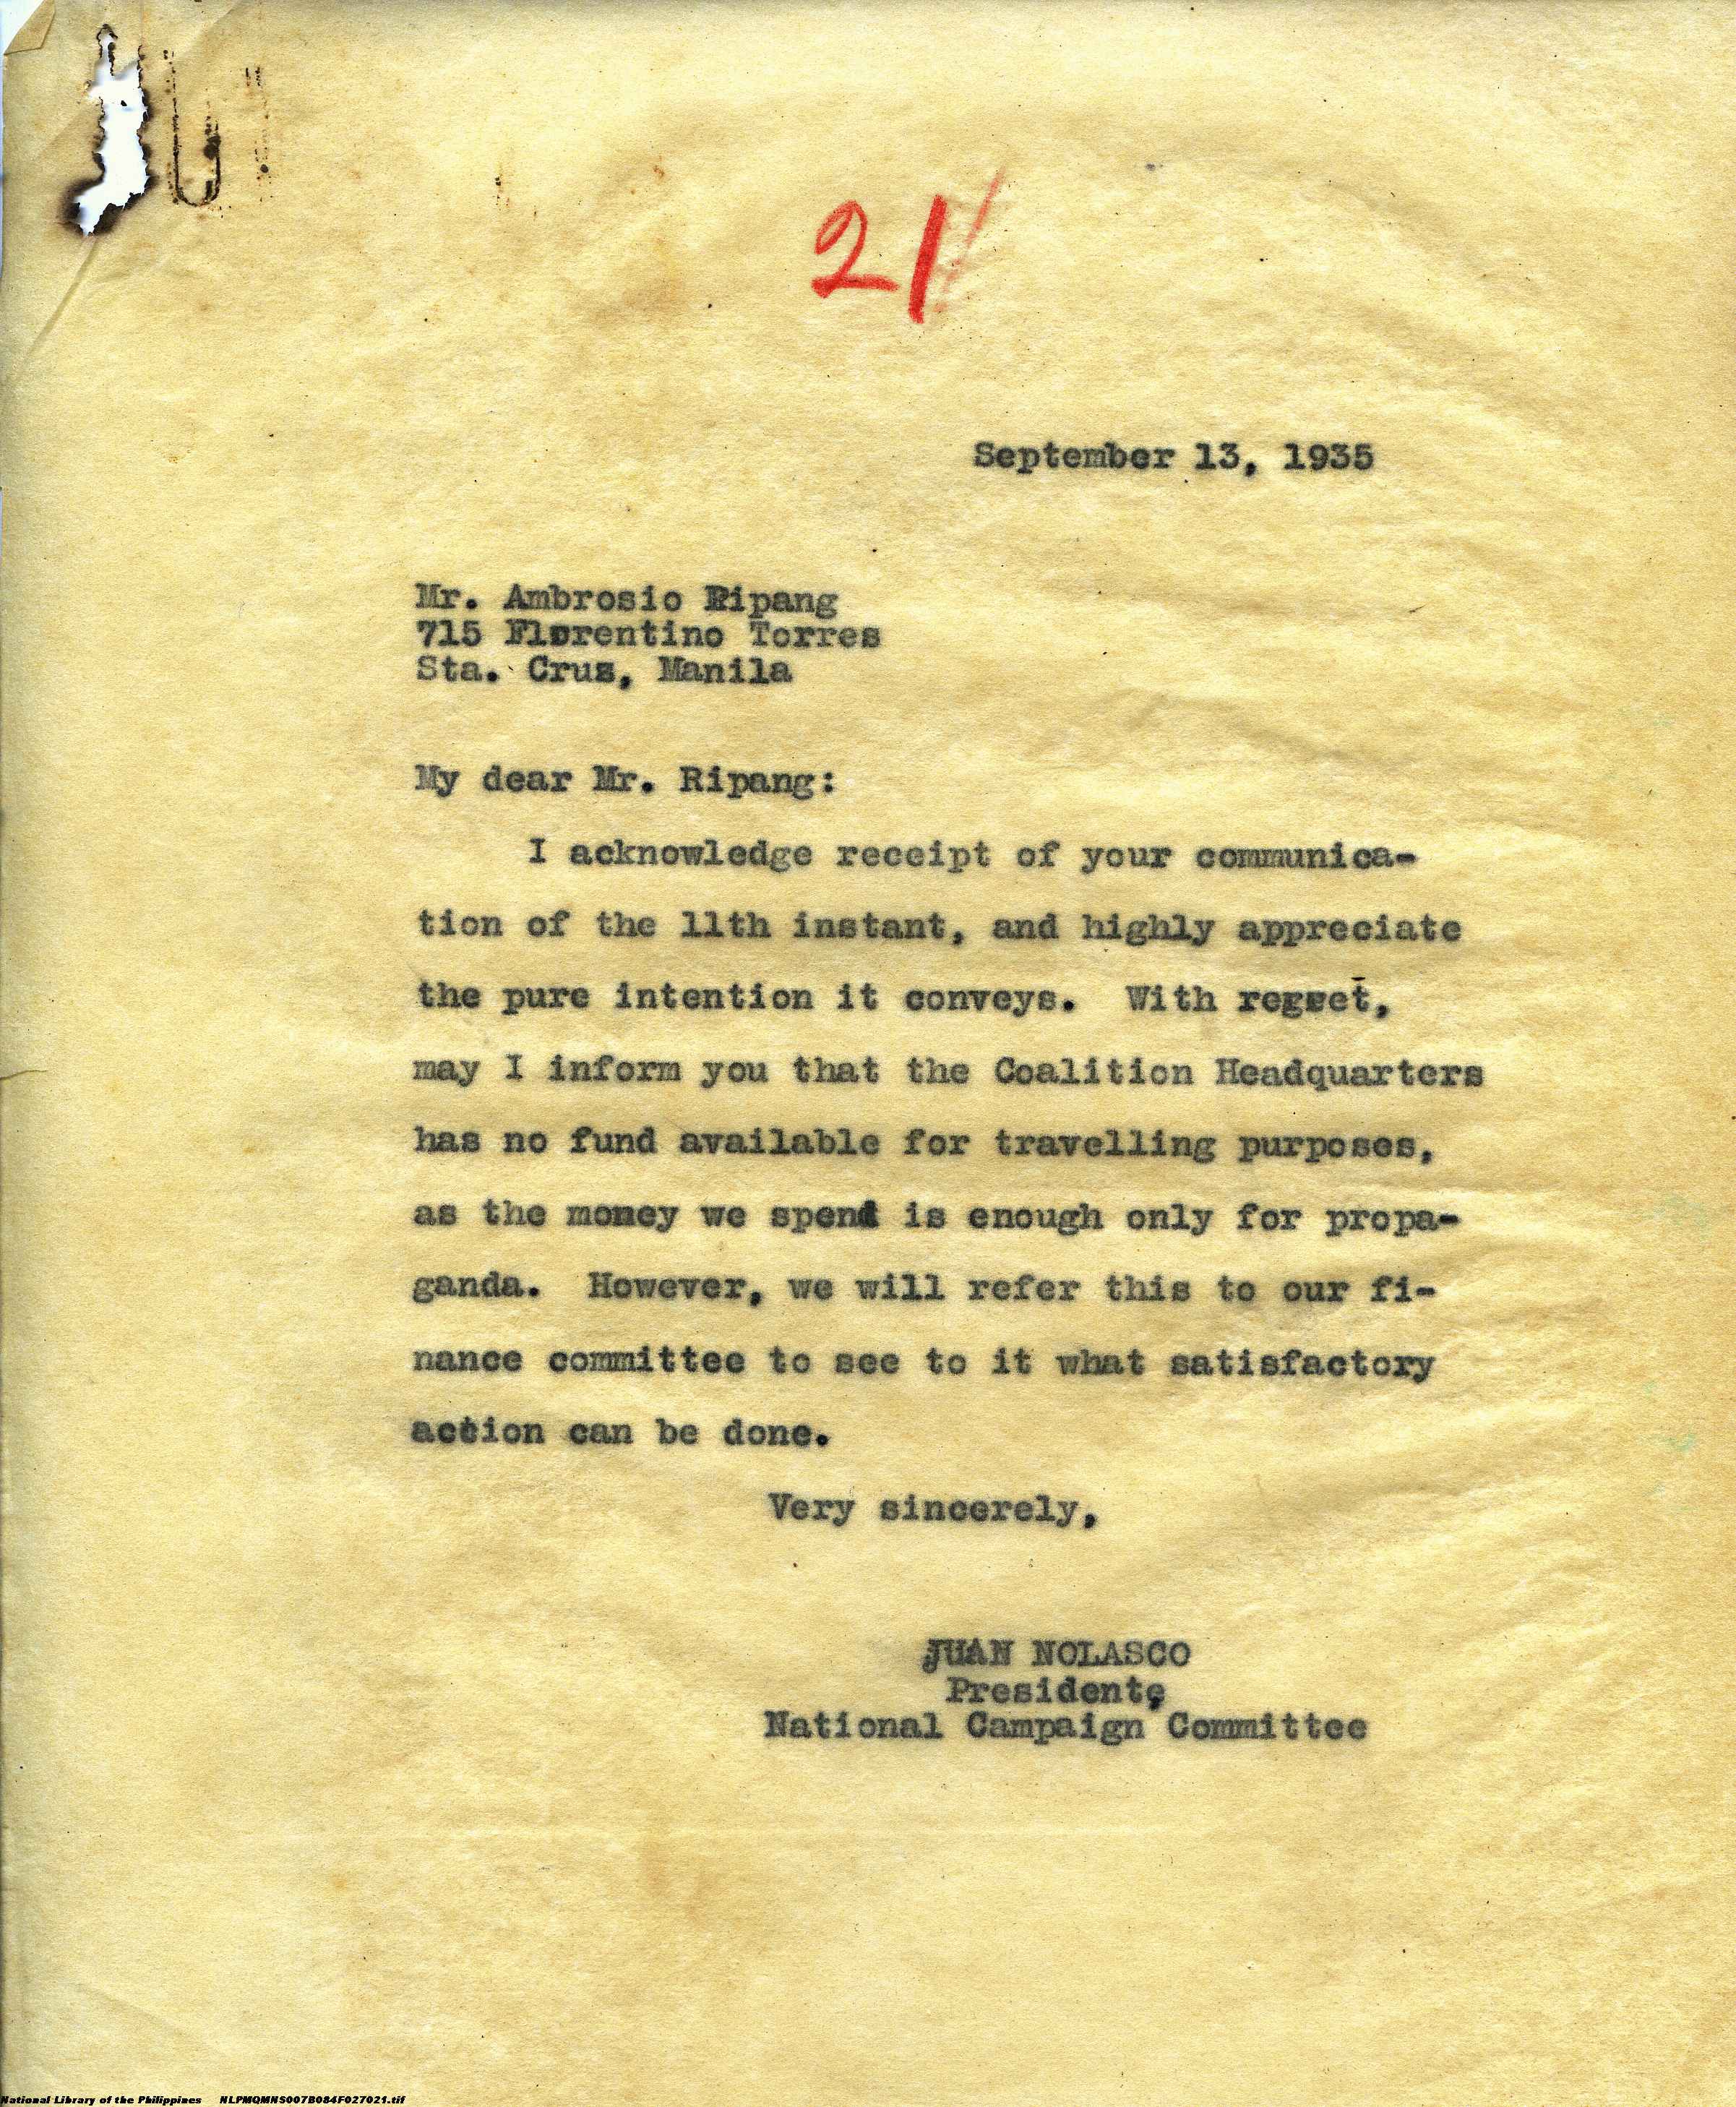 21
September 13, 1935
Mr. Ambrosio Ripang
715 Florentino Torres
Sta. Cruz, Manila
My dear Mr. Ripang:
I acknowledge receipt of your communica-
tion of the 11th instant, and highly appreciate
the pure intention it conveys. With regret,
may I inform you that the Coalition Headquarters
has no fund available for travelling purposes,
as the money we spend is enough only for propa-
ganda. However, we will refer this to our fi-
nance committee to see to it what satisfactory
action can be done.
Very sincerely,
JUAN NOLASCO
Presidente,
National Campaign Committee
National Library of the Philippines NLPMQMNS007B084F027021.tif